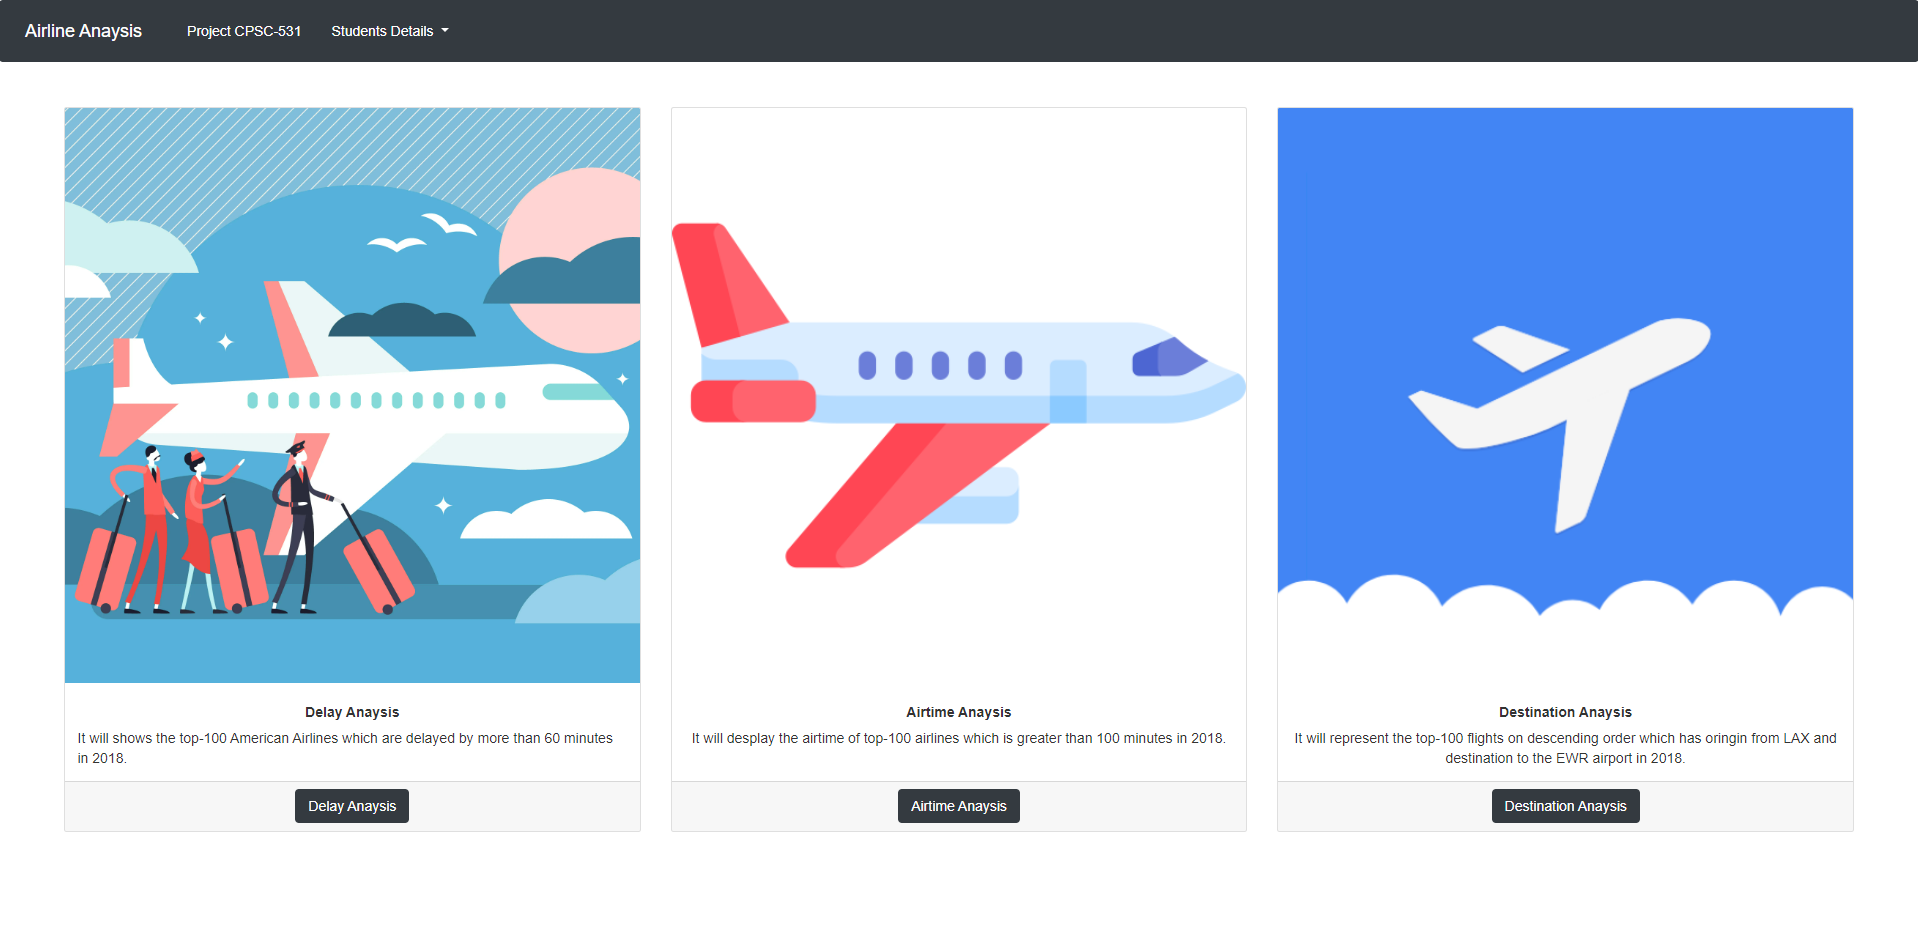 Airline Anaysis
Project CPSC-531
Students Details
Delay Anaysis
It will shows the top-100 American Airlines which are delayed by more than 60 minutes
in 2018.
Delay Anaysis
Airtime Anaysis
It will desplay the airtime of top-100 airlines which is greater than 100 minutes in 2018.
Airtime Anaysis
Destination Anaysis
It will represent the top-100 flights on descending order which has oringin from LAX and
destination to the EWR airport in 2018.
Destination Anaysis